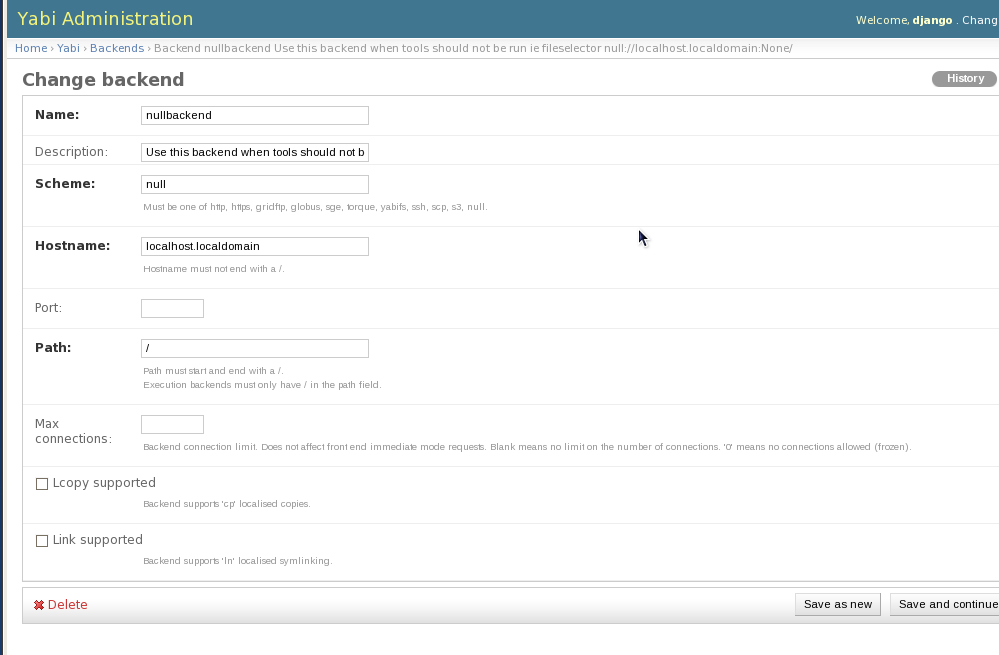 Yabi Administration
Welcome, django . Chang
Home › Yabi › Backends › Backend nullbackend Use this backend when tools should not be run ie fileselector null://localhost.localdomain:None/
Change backend
History
Name: nullbackend
Description: Use this backend when tools should not b
Scheme: null
Must be one of http, https, gridftp, globus, sge, torque, yabifs, ssh, scp, s3, null.
Hostname: localhost.localdomain
Hostname must not end with a /.
Port:
Path: /
Path must start and end with a /.
Execution backends must only have / in the path field.
Max
connections:
Backend connection limit. Does not affect front end immediate mode requests. Blank means no limit on the number of connections. '0' means no connections allowed (frozen).
Lcopy supported
Backend supports 'cp' localised copies.
Link supported
Backend supports 'ln' localised symlinking.
Delete
Save as new
Save and continue